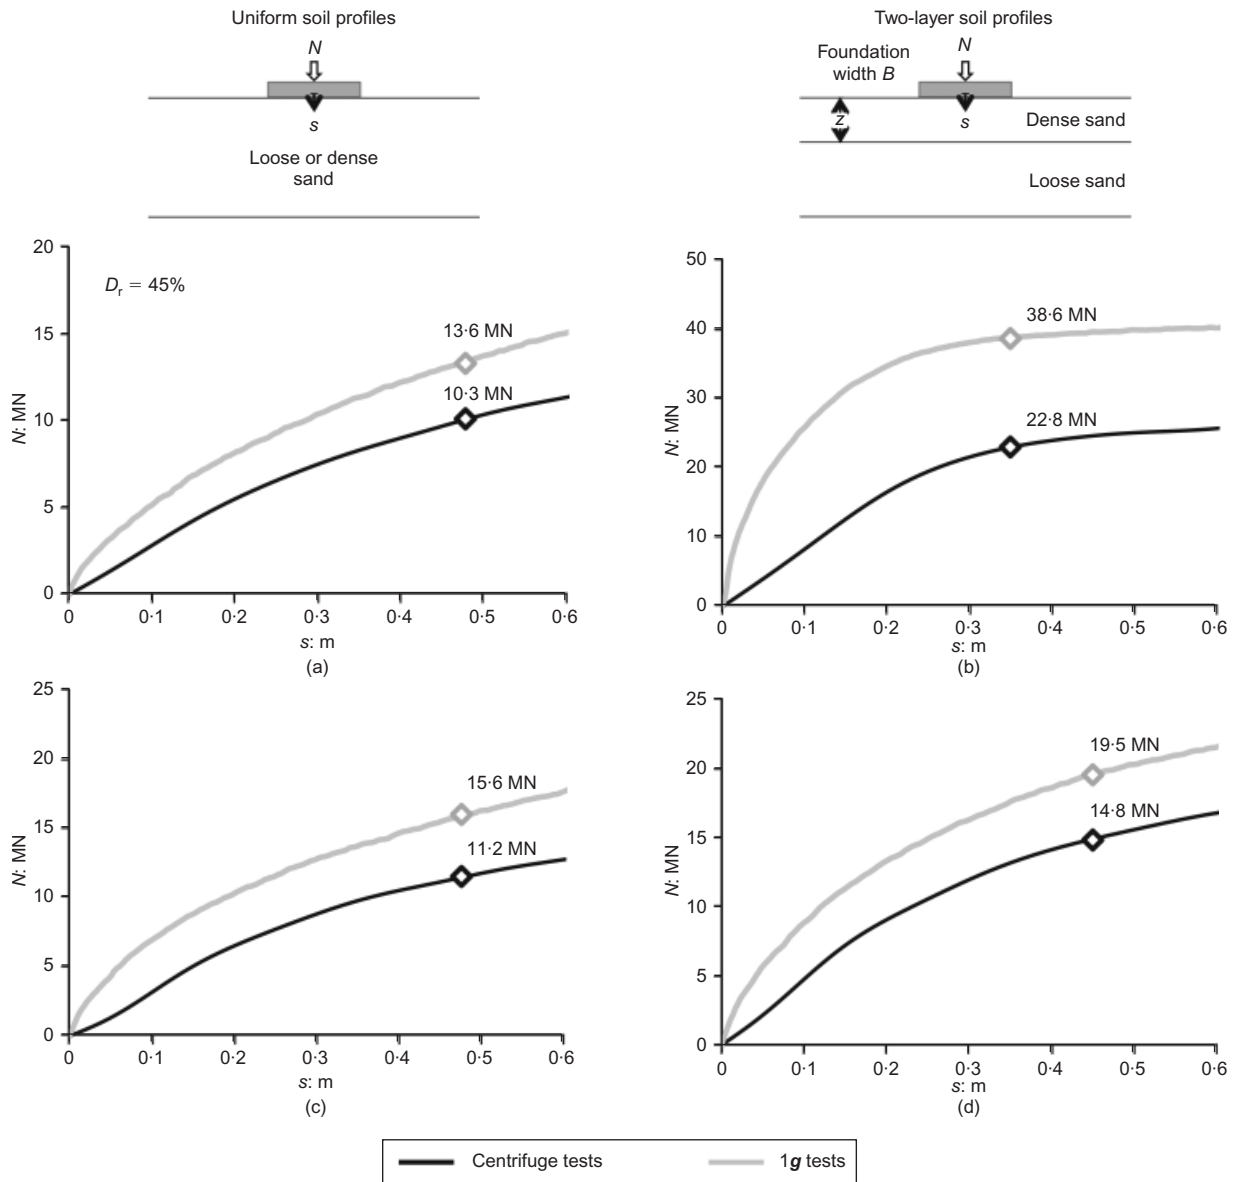 Uniform soil profiles
N
s
Loose or dense
sand
Two-layer soil profiles
Foundation
width B
N
z
s
Dense sand
Loose sand
20
15
10
5
0
N: MN
D_r = 45%
13·6 MN
10·3 MN
0
0·1
0·2
0·3
0·4
0·5
0·6
s: m
(a)
50
40
30
20
10
0
N: MN
38·6 MN
22·8 MN
0
0·1
0·2
0·3
0·4
0·5
0·6
s: m
(b)
25
20
15
10
5
0
N: MN
15·6 MN
11·2 MN
0
0·1
0·2
0·3
0·4
0·5
0·6
s: m
(c)
25
20
15
10
5
0
N: MN
19·5 MN
14·8 MN
0
0·1
0·2
0·3
0·4
0·5
0·6
s: m
(d)
Centrifuge tests
1g tests